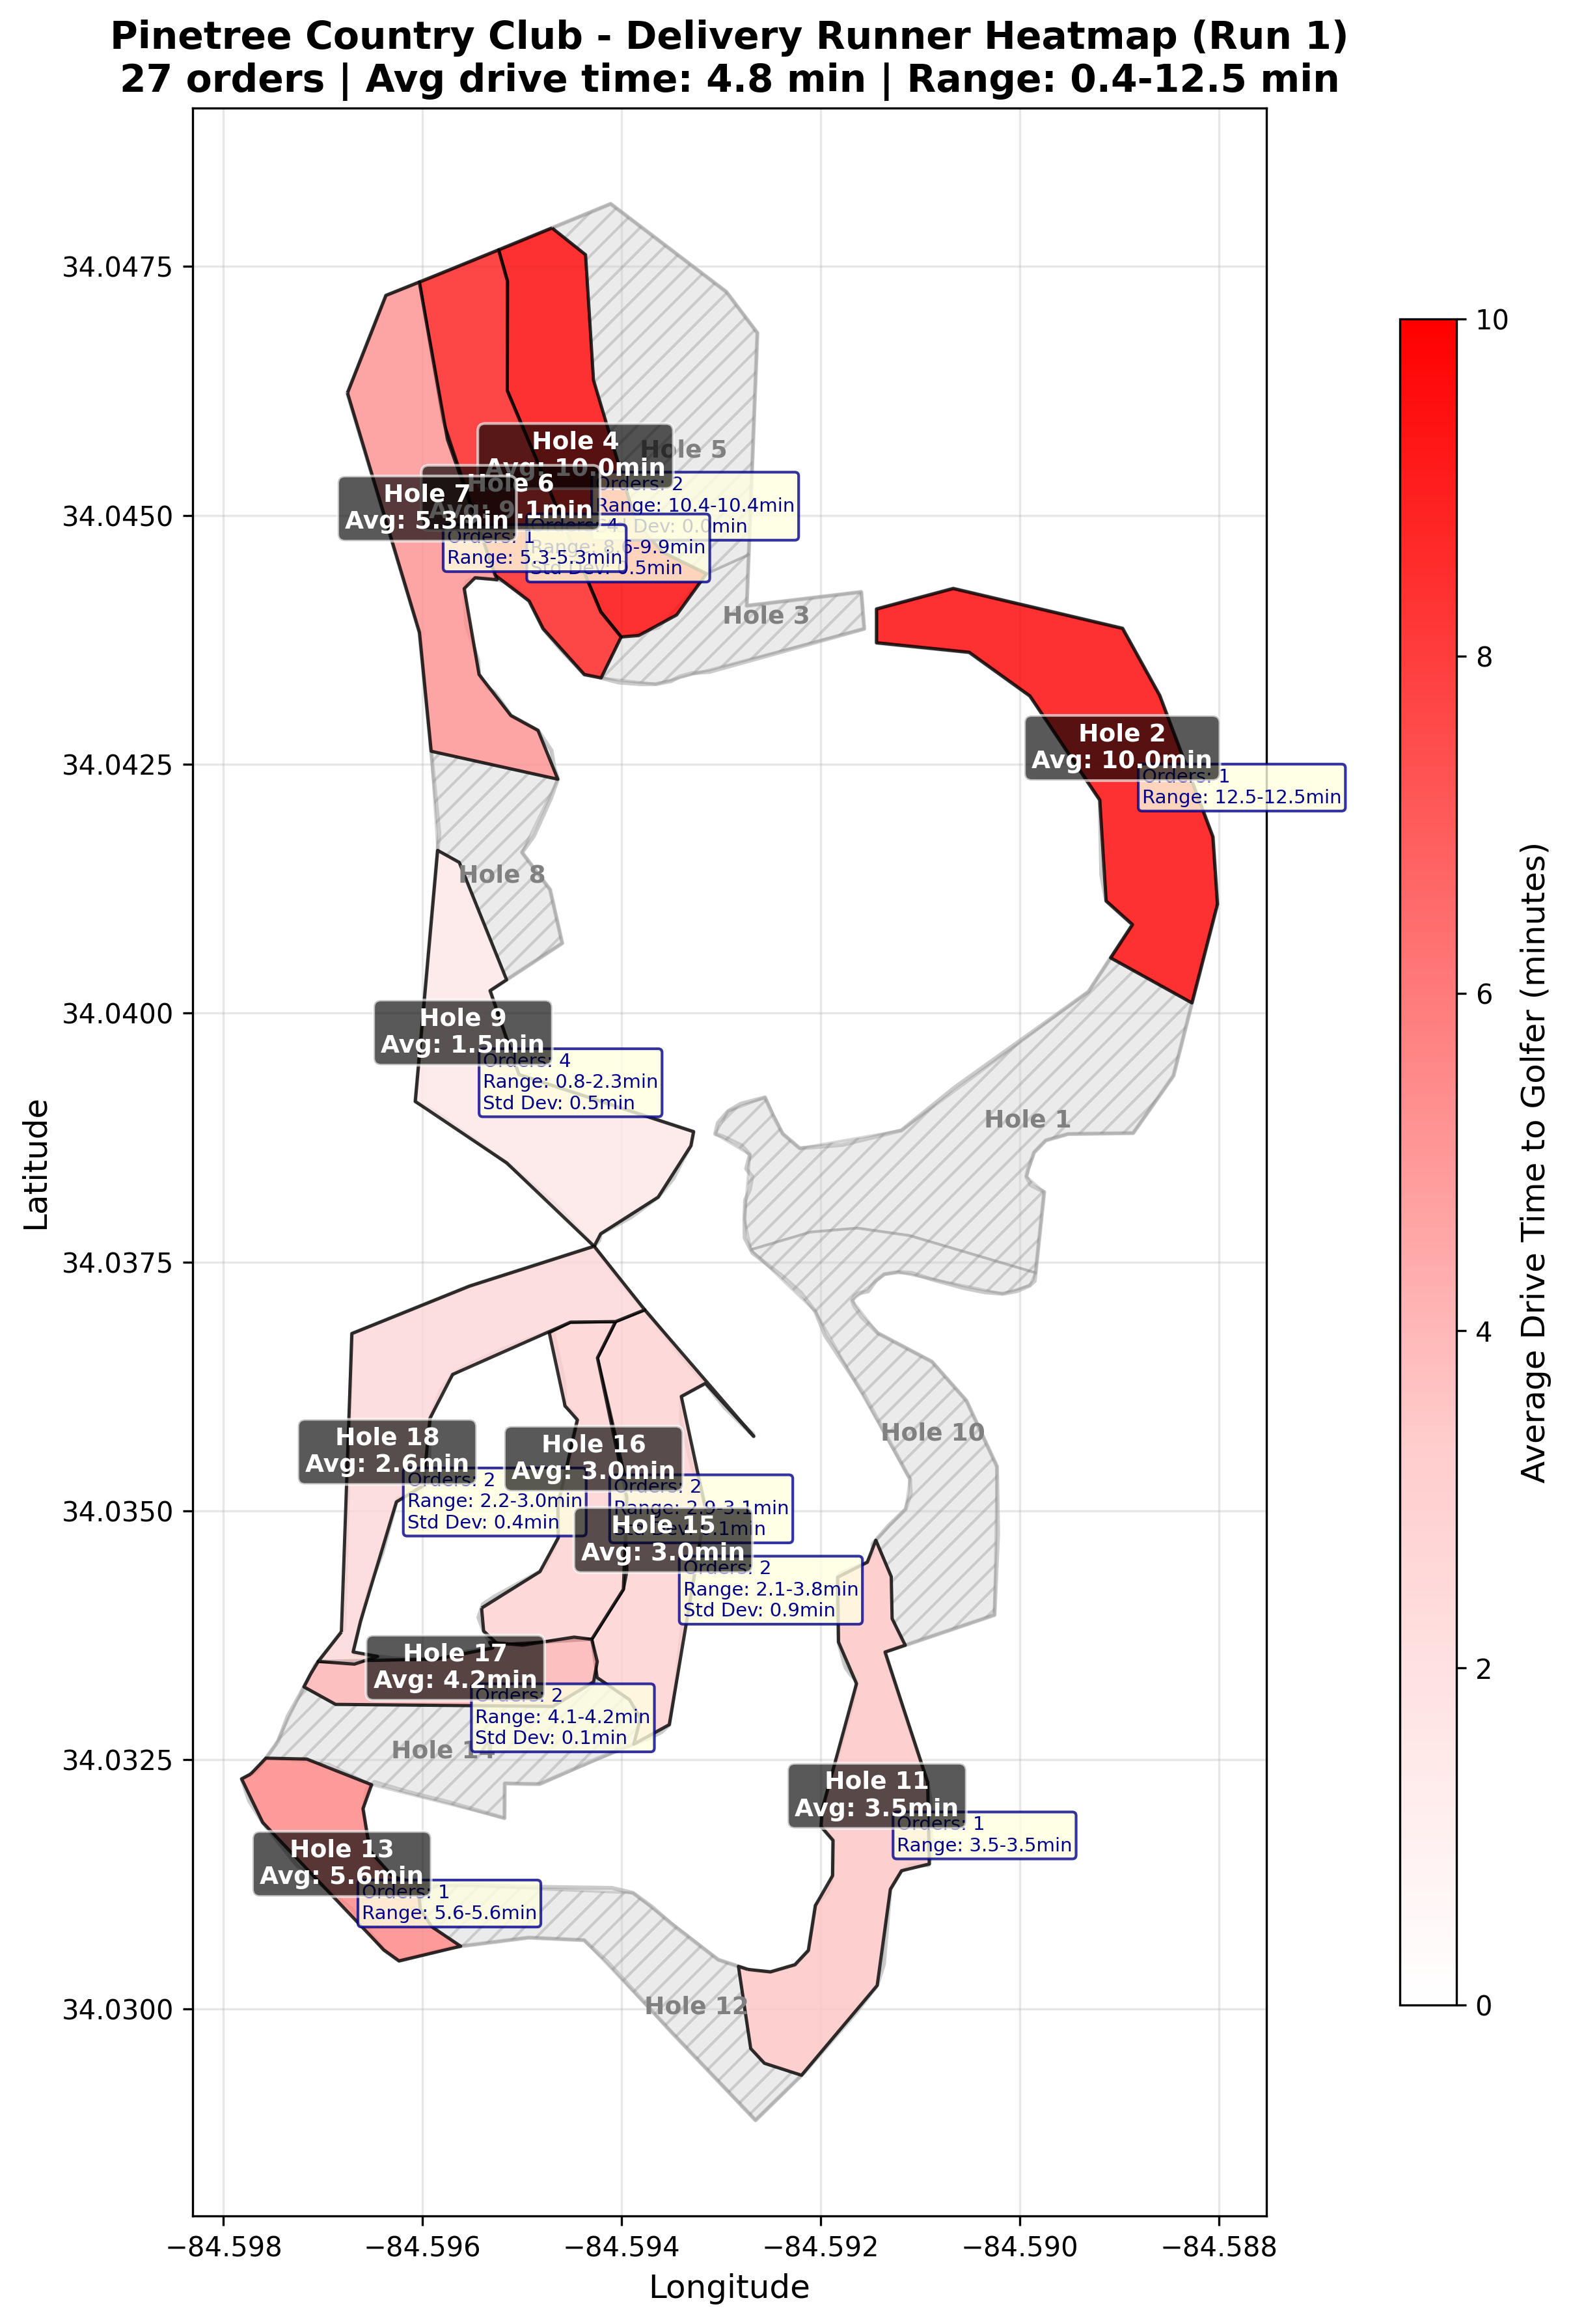 Pinetree Country Club - Delivery Runner Heatmap (Run 1)
27 orders | Avg drive time: 4.8 min | Range: 0.4-12.5 min
34.0475
34.0450
34.0425
34.0400
34.0375
34.0350
34.0325
34.0300
Latitude
−84.598
−84.596
−84.594
−84.592
−84.590
−84.588
Longitude
Hole 4
Avg: 10.0min
Hole 5
Orders: 2
Range: 10.4-10.4min
Std Dev: 0.0min
Hole 6
Avg: 9.1min
Orders: 4
Range: 8.6-9.9min
Std Dev: 0.5min
Hole 7
Avg: 5.3min
Orders: 1
Range: 5.3-5.3min
Hole 3
Hole 2
Avg: 10.0min
Orders: 1
Range: 12.5-12.5min
Hole 8
Hole 9
Avg: 1.5min
Orders: 4
Range: 0.8-2.3min
Std Dev: 0.5min
Hole 1
Hole 10
Hole 18
Avg: 2.6min
Orders: 2
Range: 2.2-3.0min
Std Dev: 0.4min
Hole 16
Avg: 3.0min
Orders: 2
Range: 2.9-3.1min
Std Dev: 0.1min
Hole 15
Avg: 3.0min
Orders: 2
Range: 2.1-3.8min
Std Dev: 0.9min
Hole 17
Avg: 4.2min
Orders: 2
Range: 4.1-4.2min
Std Dev: 0.1min
Hole 14
Hole 11
Avg: 3.5min
Orders: 1
Range: 3.5-3.5min
Hole 13
Avg: 5.6min
Orders: 1
Range: 5.6-5.6min
Hole 12
10
8
6
4
2
0
Average Drive Time to Golfer (minutes)